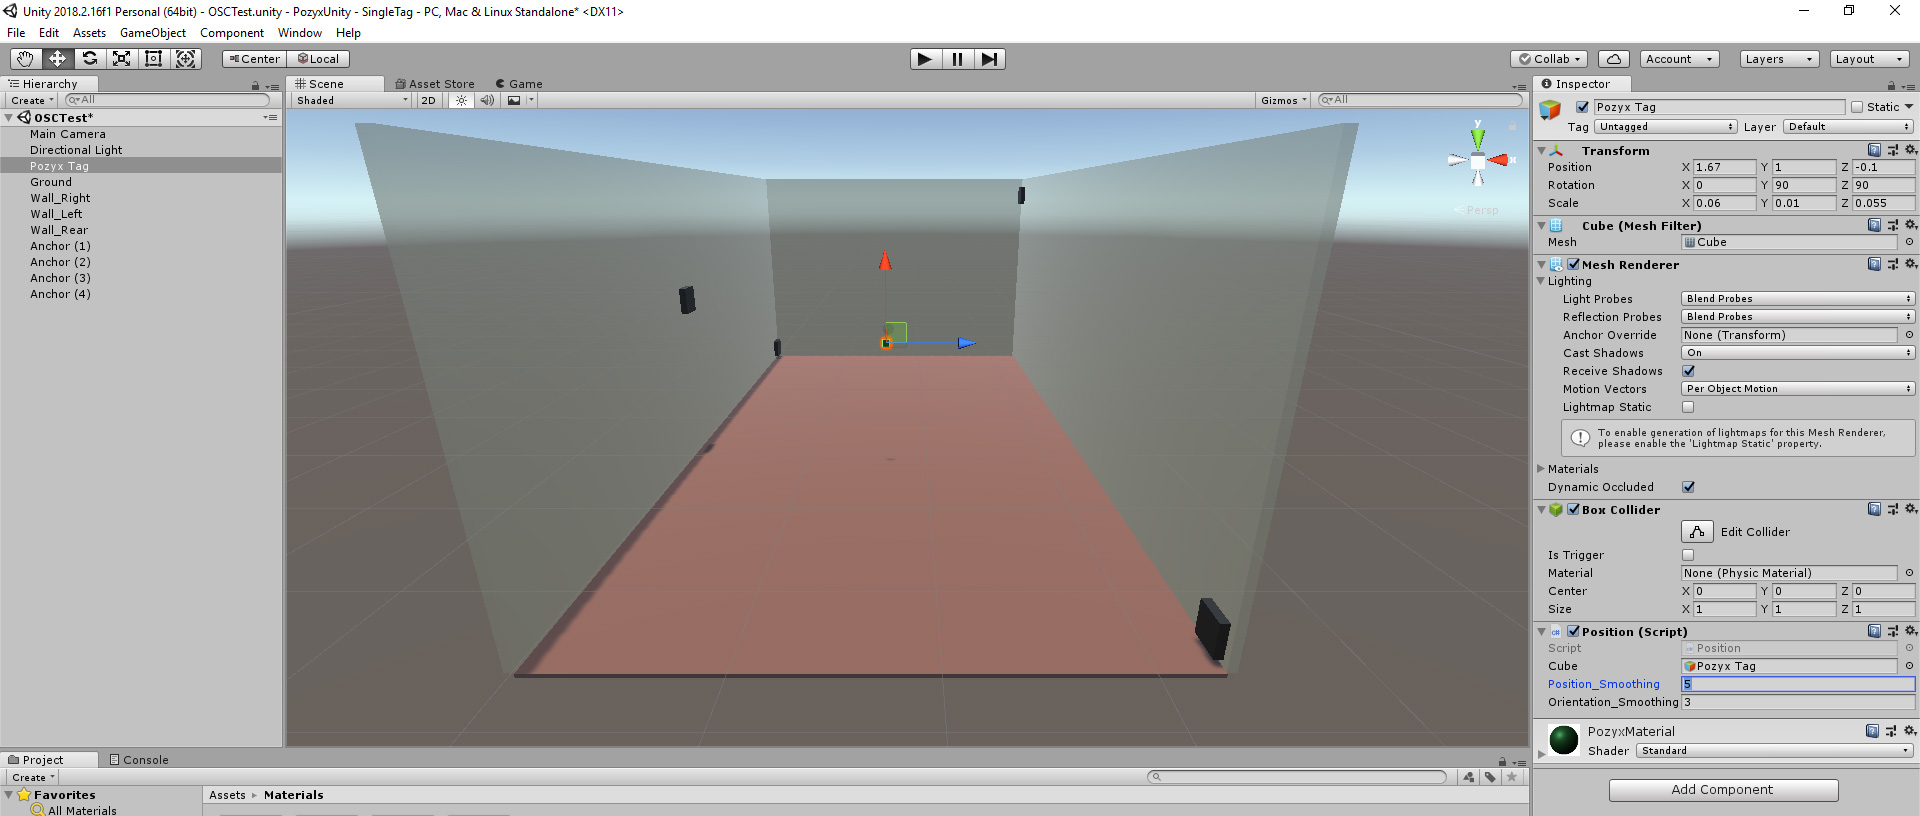 Unity 2018.2.16f1 Personal (64bit) - OSCTest.unity - PozyxUnity - SingleTag - PC, Mac & Linux Standalone* <DX11>
File Edit Assets GameObject Component Window Help
Center Local Collab Account Layers Layout
Hierarchy
Create All
OSCTest*
Main Camera
Directional Light
Pozyx Tag
Ground
Wall_Right
Wall_Left
Wall_Rear
Anchor (1)
Anchor (2)
Anchor (3)
Anchor (4)
Scene Asset Store Game
Shaded 2D Gizmos All
y
x
Persp
Inspector
Pozyx Tag Static
Tag Untagged Layer Default
Transform
Position X 1.67 Y 1 Z -0.1
Rotation X 0 Y 90 Z 90
Scale X 0.06 Y 0.01 Z 0.055
Cube (Mesh Filter)
Mesh Cube
Mesh Renderer
Lighting
Light Probes Blend Probes
Reflection Probes Blend Probes
Anchor Override None (Transform)
Cast Shadows On
Receive Shadows
Motion Vectors Per Object Motion
Lightmap Static
To enable generation of lightmaps for this Mesh Renderer,
please enable the 'Lightmap Static' property.
Materials
Dynamic Occluded
Box Collider
Edit Collider
Is Trigger
Material None (Physic Material)
Center X 0 Y 0 Z 0
Size X 1 Y 1 Z 1
Position (Script)
Script Position
Cube Pozyx Tag
Position_Smoothing 5
Orientation_Smoothing 3
PozyxMaterial
Shader Standard
Add Component
Project Console
Create
Favorites
All Materials
Assets Materials